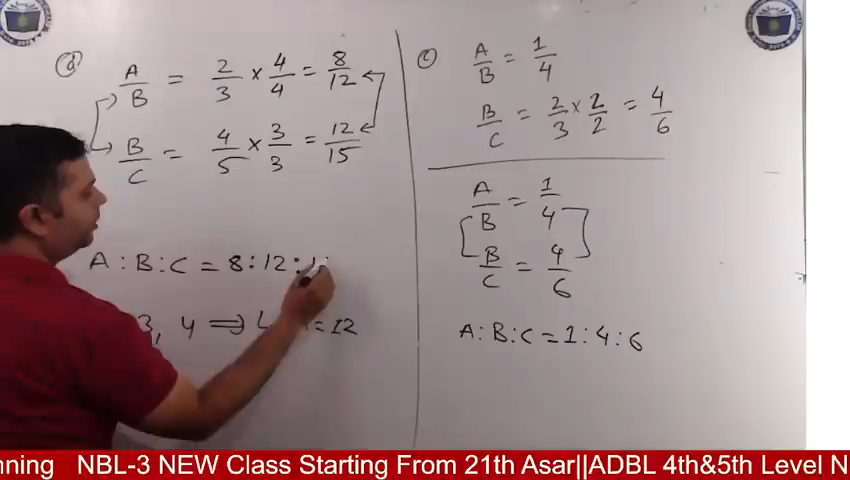 (d) A/B = 2/3 × 4/4 = 8/12
B/C = 4/5 × 3/3 = 12/15
A : B : C = 8 : 12 : 1
3, 4 ⟹ L = 12
(c) A/B = 1/4
B/C = 2/3 × 2/2 = 4/6
A/B = 1/4
B/C = 4/6
A : B : C = 1 : 4 : 6
nning NBL-3 NEW Class Starting From 21th Asar||ADBL 4th&5th Level N